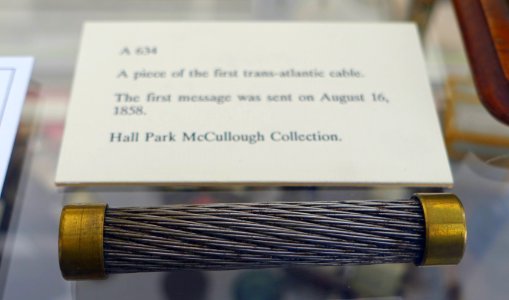 A 634
A piece of the first trans-atlantic cable.
The first message was sent on August 16,
1858.
Hall Park McCullough Collection.